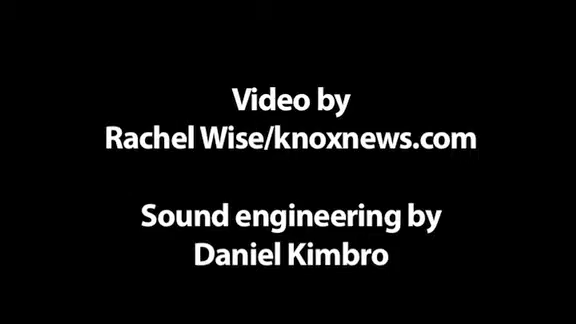 Video by
Rachel Wise/knoxnews.com
Sound engineering by
Daniel Kimbro